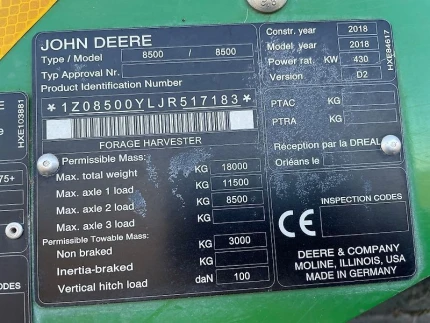 JOHN DEERE
Type / Model 8500 / 8500
Typ Approval Nr.
Product Identification Number
*1Z08500YLJR517183*
FORAGE HARVESTER
Permissible Mass:
Max. total weight KG 18000
Max. axle 1 load KG 11500
Max. axle 2 load KG 8500
Max. axle 3 load KG
Permissible Towable Mass:
Non braked KG 3000
Inertia-braked KG
Vertical hitch load daN 100
Constr. year 2018
Model year 2018
Power rat. KW 430
Version D2
PTAC KG
PTRA KG
Réception par la DREAL
Orléans le
INSPECTION CODES
CE
DEERE & COMPANY
MOLINE, ILLINOIS, USA
MADE IN GERMANY
HXE84617
HXE103881
75+